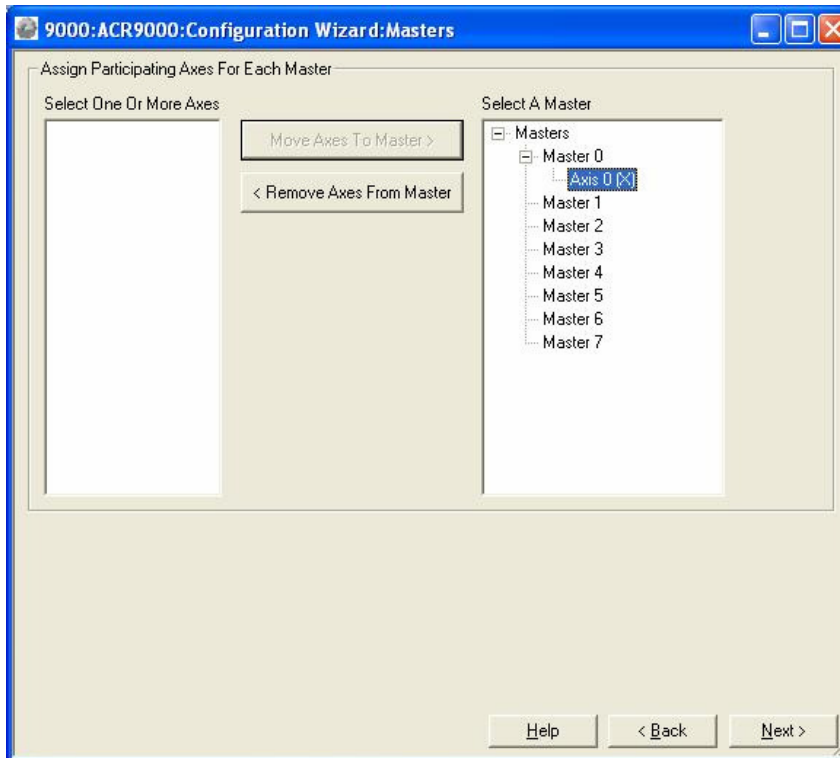 9000:ACR9000:Configuration Wizard:Masters
Assign Participating Axes For Each Master
Select One Or More Axes
Move Axes To Master >
< Remove Axes From Master
Select A Master
Masters
Master 0
Axis 0 (X)
Master 1
Master 2
Master 3
Master 4
Master 5
Master 6
Master 7
Help
< Back
Next >